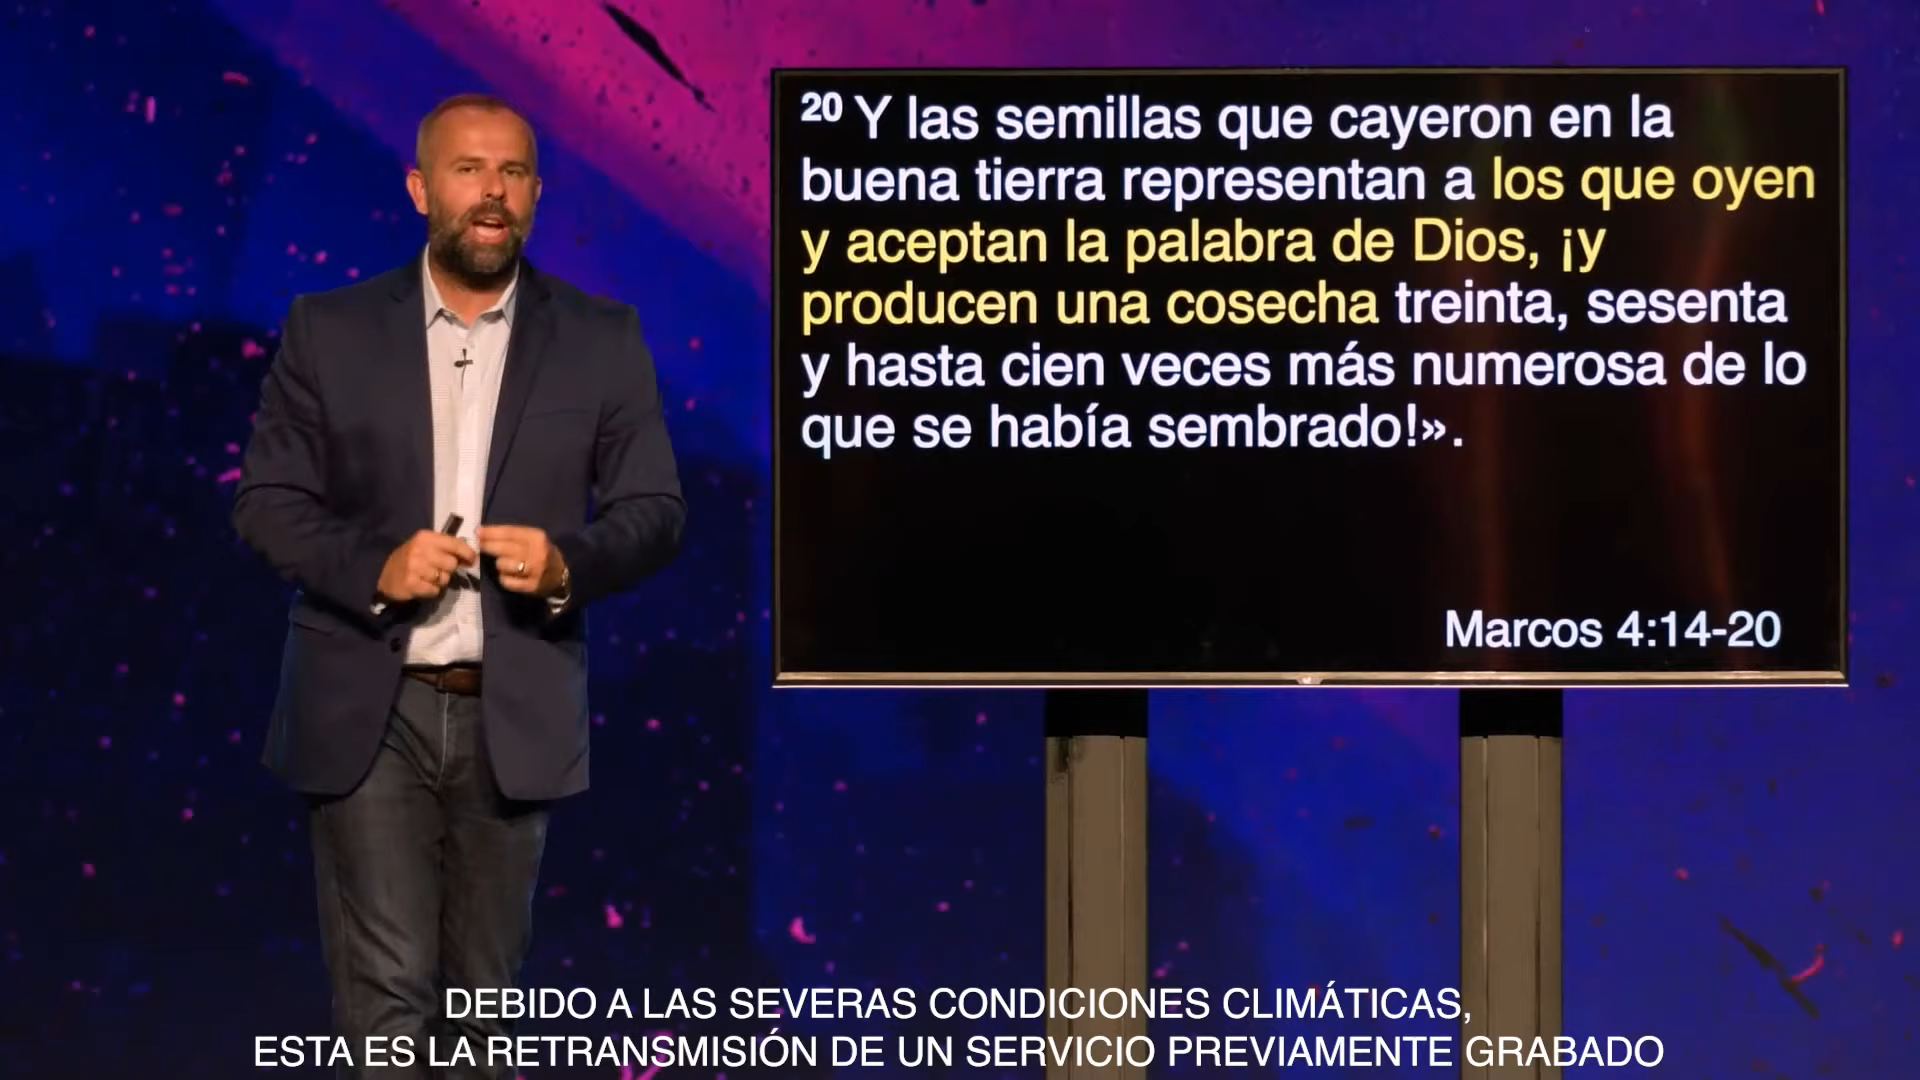 20 Y las semillas que cayeron en la
buena tierra representan a los que oyen
y aceptan la palabra de Dios, ¡y
producen una cosecha treinta, sesenta
y hasta cien veces más numerosa de lo
que se había sembrado!».
Marcos 4:14-20
DEBIDO A LAS SEVERAS CONDICIONES CLIMÁTICAS,
ESTA ES LA RETRANSMISIÓN DE UN SERVICIO PREVIAMENTE GRABADO